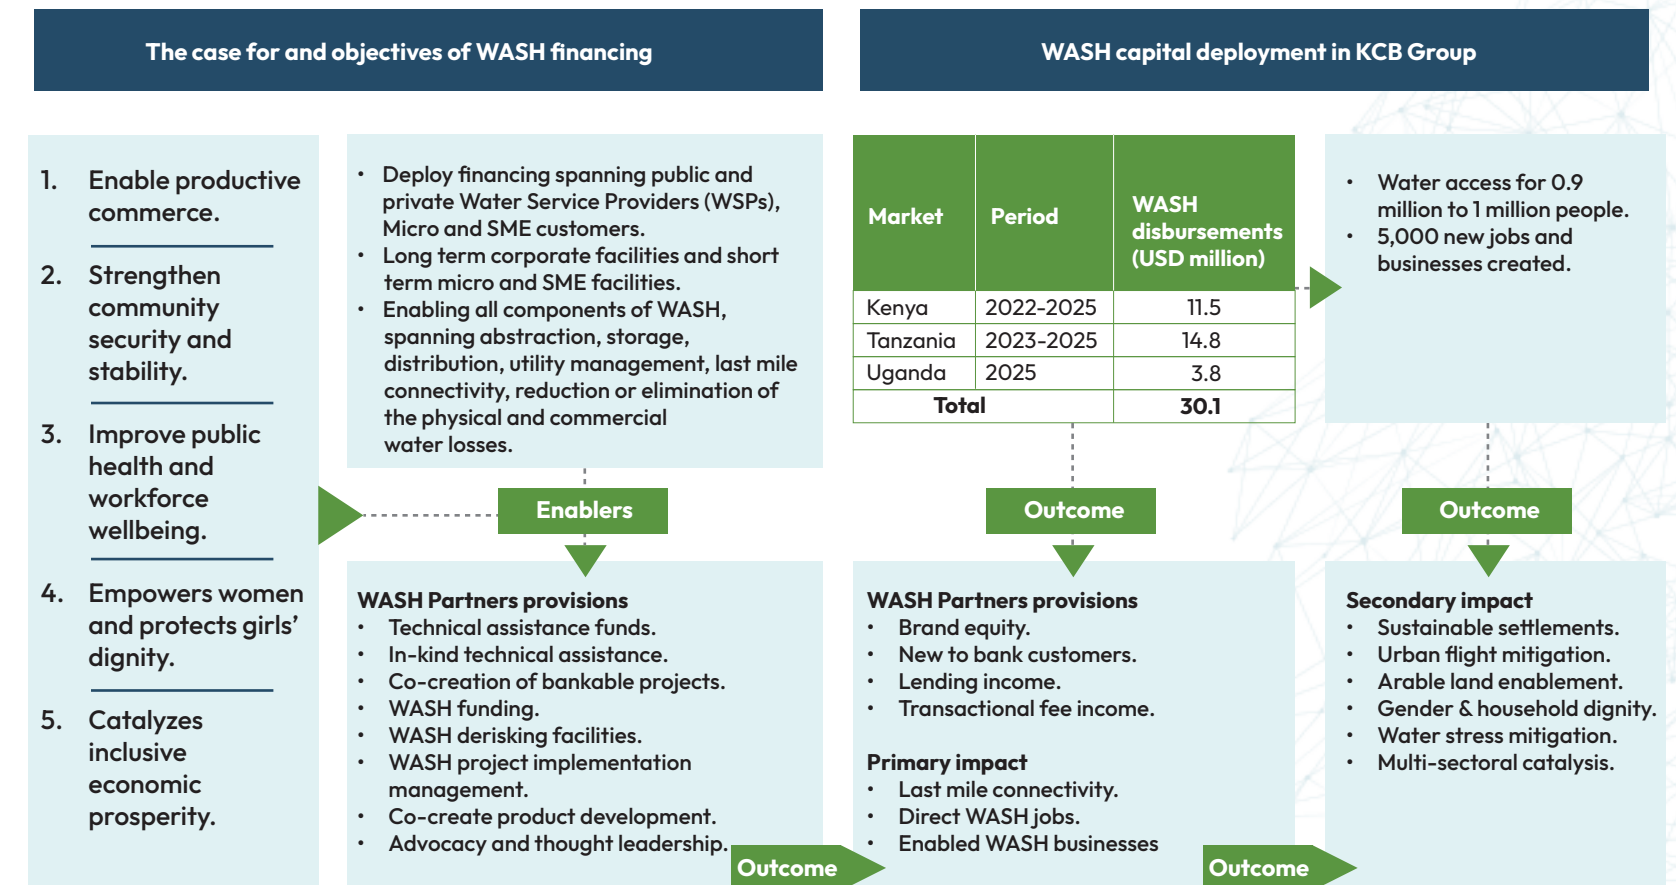 The case for and objectives of WASH financing
WASH capital deployment in KCB Group
1. Enable productive
commerce.
2. Strengthen
community
security and
stability.
3. Improve public
health and
workforce
wellbeing.
4. Empowers women
and protects girls’
dignity.
5. Catalyzes
inclusive
economic
prosperity.
• Deploy financing spanning public and
private Water Service Providers (WSPs),
Micro and SME customers.
• Long term corporate facilities and short
term micro and SME facilities.
• Enabling all components of WASH,
spanning abstraction, storage,
distribution, utility management, last mile
connectivity, reduction or elimination of
the physical and commercial
water losses.
Enablers
WASH Partners provisions
• Technical assistance funds.
• In-kind technical assistance.
• Co-creation of bankable projects.
• WASH funding.
• WASH derisking facilities.
• WASH project implementation
management.
• Co-create product development.
• Advocacy and thought leadership.
Outcome
Market Period WASH
disbursements
(USD million)
Kenya 2022-2025 11.5
Tanzania 2023-2025 14.8
Uganda 2025 3.8
Total 30.1
Outcome
WASH Partners provisions
• Brand equity.
• New to bank customers.
• Lending income.
• Transactional fee income.
Primary impact
• Last mile connectivity.
• Direct WASH jobs.
• Enabled WASH businesses
Outcome
• Water access for 0.9
million to 1 million people.
• 5,000 new jobs and
businesses created.
Outcome
Secondary impact
• Sustainable settlements.
• Urban flight mitigation.
• Arable land enablement.
• Gender & household dignity.
• Water stress mitigation.
• Multi-sectoral catalysis.